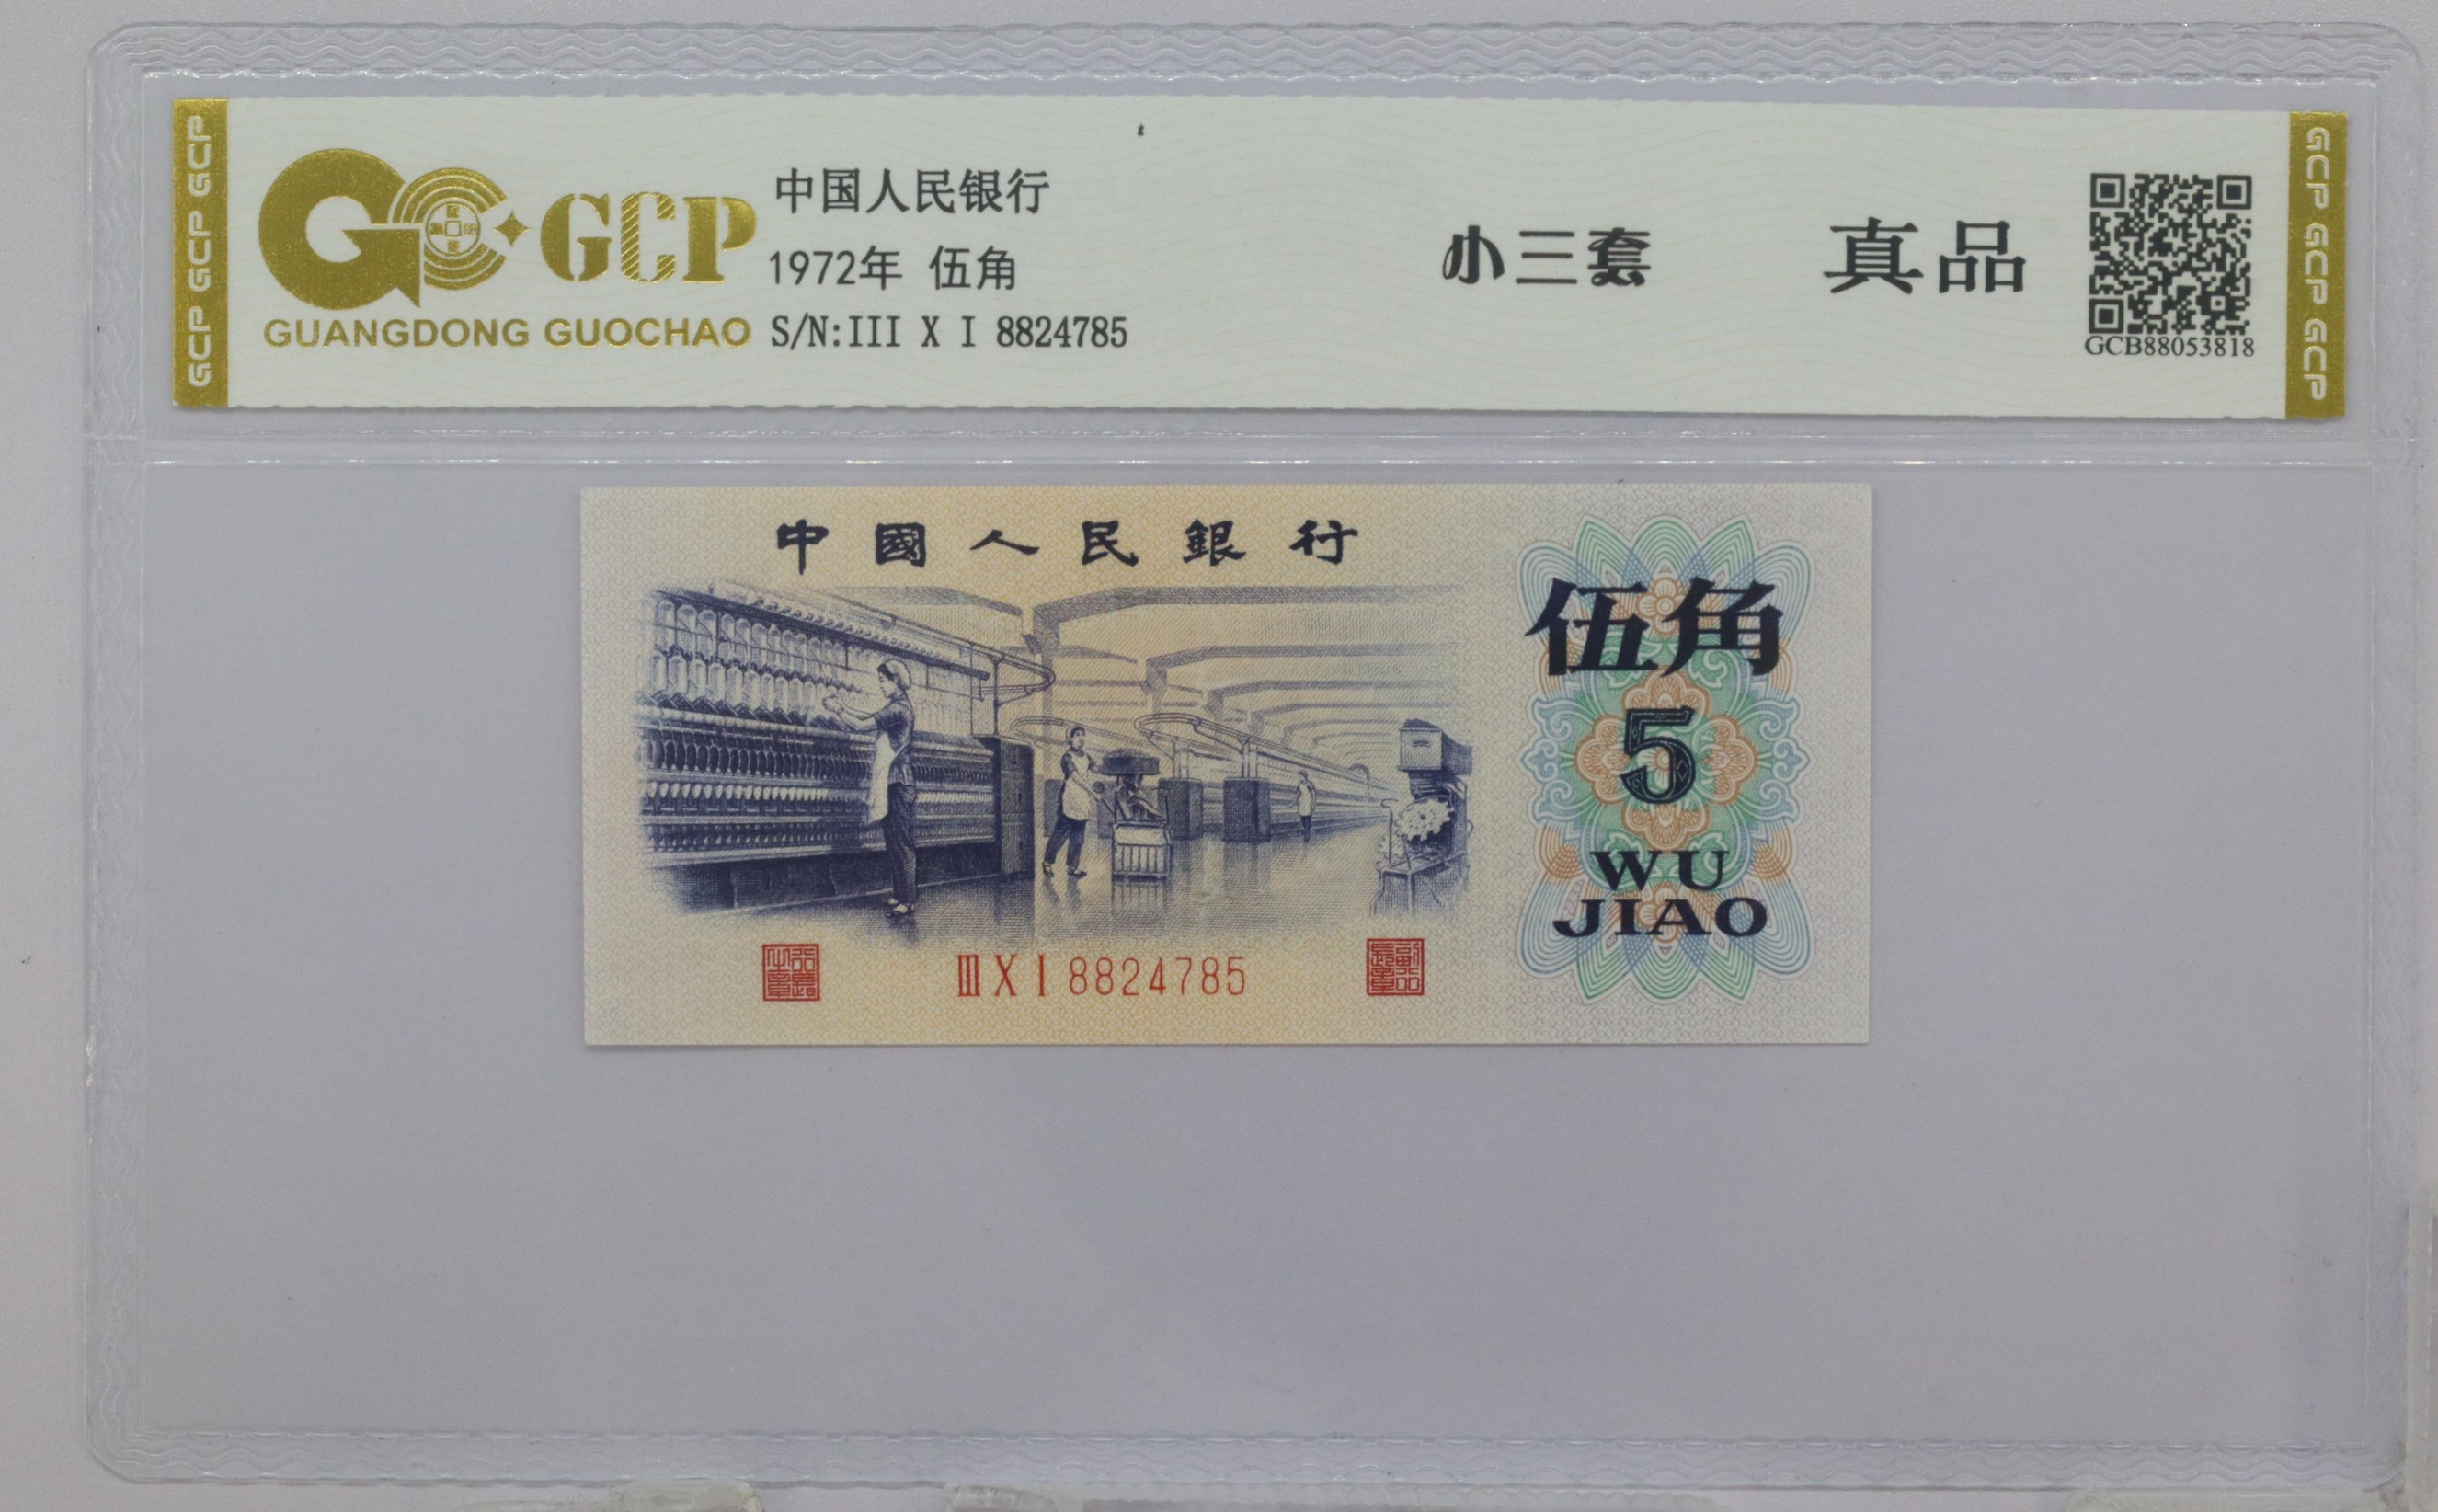 GCP GCP GCP
GCP
GUANGDONG GUOCHAO
中国人民银行
1972年 伍角
S/N:III X I 8824785
小三套
真品
GCB88053818
GCP GCP GCP
中國人民銀行
伍角
5
WU
JIAO
ⅢⅩⅠ8824785